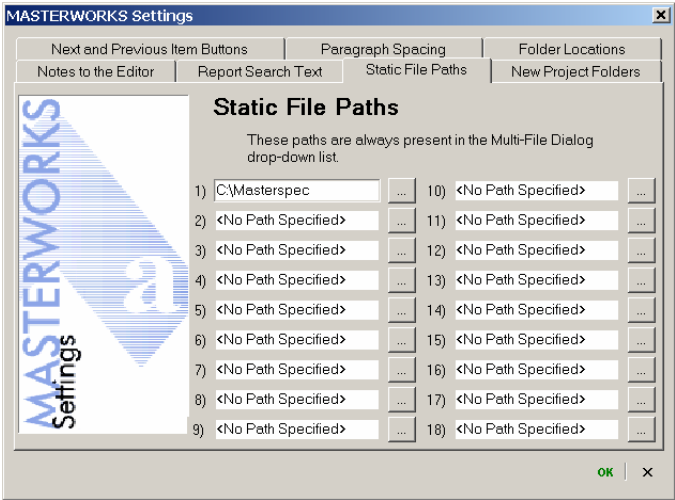 MASTERWORKS Settings
Next and Previous Item Buttons
Paragraph Spacing
Folder Locations
Notes to the Editor
Report Search Text
Static File Paths
New Project Folders
MASTERWORKS
Settings
a
Static File Paths
These paths are always present in the Multi-File Dialog
drop-down list.
1) C:\Masterspec ...
2) <No Path Specified> ...
3) <No Path Specified> ...
4) <No Path Specified> ...
5) <No Path Specified> ...
6) <No Path Specified> ...
7) <No Path Specified> ...
8) <No Path Specified> ...
9) <No Path Specified> ...
10) <No Path Specified> ...
11) <No Path Specified> ...
12) <No Path Specified> ...
13) <No Path Specified> ...
14) <No Path Specified> ...
15) <No Path Specified> ...
16) <No Path Specified> ...
17) <No Path Specified> ...
18) <No Path Specified> ...
OK